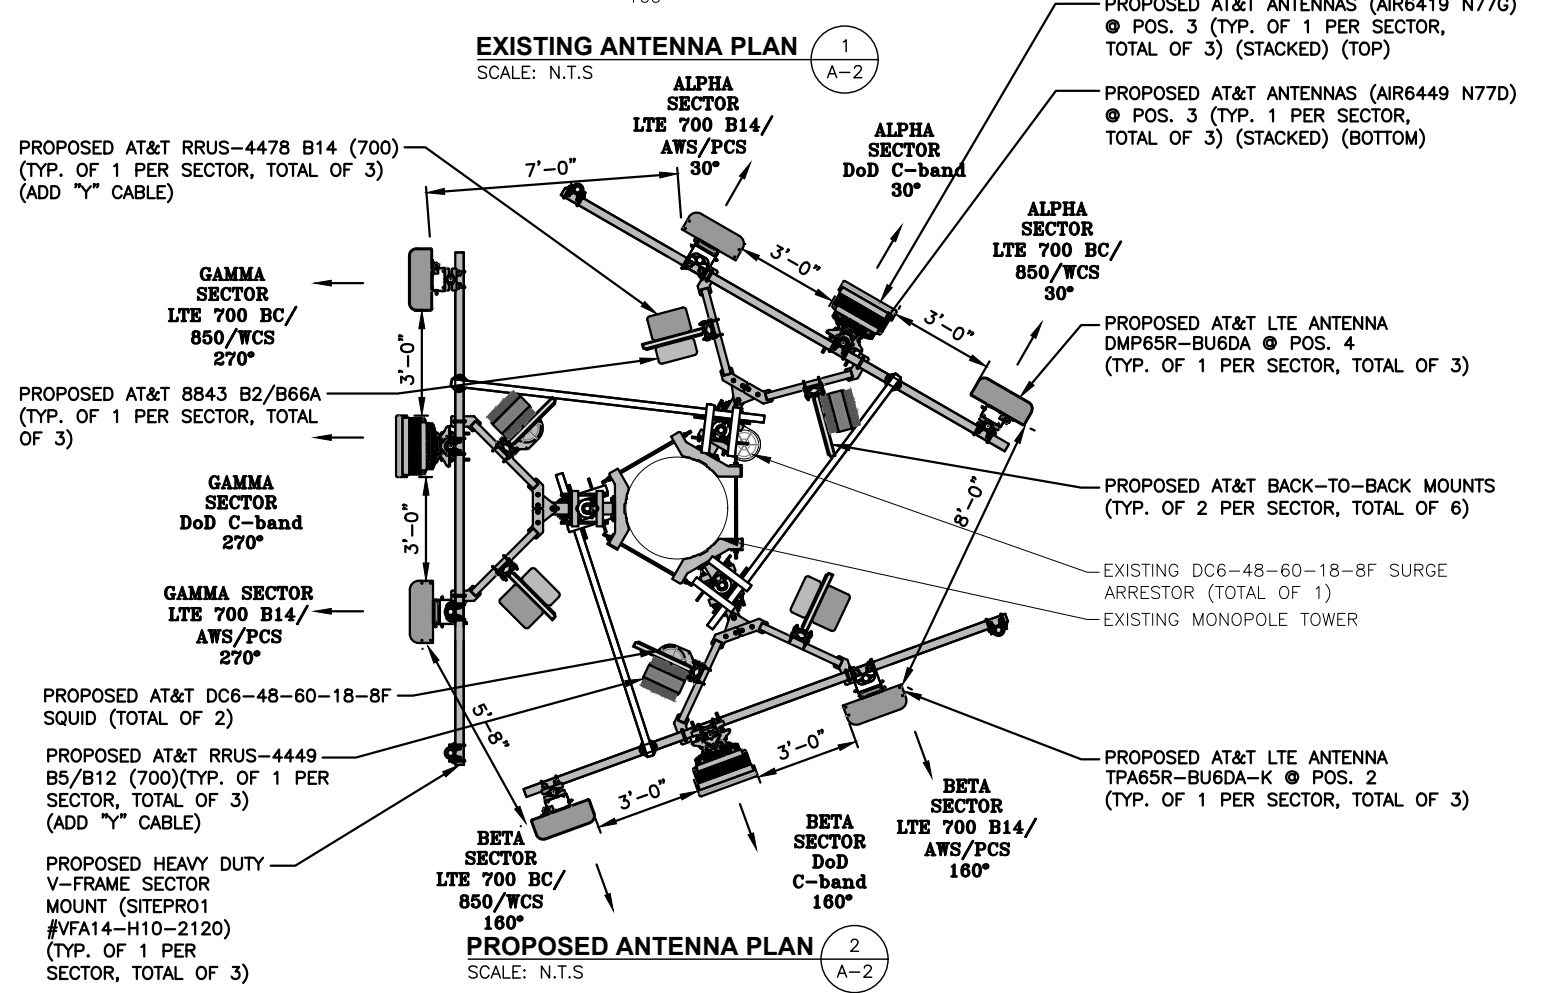 EXISTING ANTENNA PLAN
SCALE: N.T.S
1
A-2
PROPOSED AT&T ANTENNAS (AIR6419 N77G)
@ POS. 3 (TYP. OF 1 PER SECTOR,
TOTAL OF 3) (STACKED) (TOP)
PROPOSED AT&T ANTENNAS (AIR6449 N77D)
@ POS. 3 (TYP. 1 PER SECTOR,
TOTAL OF 3) (STACKED) (BOTTOM)
ALPHA
SECTOR
LTE 700 B14/
AWS/PCS
30°
ALPHA
SECTOR
DoD C-band
30°
ALPHA
SECTOR
LTE 700 BC/
850/WCS
30°
PROPOSED AT&T RRUS-4478 B14 (700)
(TYP. OF 1 PER SECTOR, TOTAL OF 3)
(ADD "Y" CABLE)
7'-0"
3'-0"
3'-0"
GAMMA
SECTOR
LTE 700 BC/
850/WCS
270°
3'-0"
PROPOSED AT&T LTE ANTENNA
DMP65R-BU6DA @ POS. 4
(TYP. OF 1 PER SECTOR, TOTAL OF 3)
PROPOSED AT&T 8843 B2/B66A
(TYP. OF 1 PER SECTOR, TOTAL
OF 3)
GAMMA
SECTOR
DoD C-band
270°
3'-0"
8'-0"
PROPOSED AT&T BACK-TO-BACK MOUNTS
(TYP. OF 2 PER SECTOR, TOTAL OF 6)
EXISTING DC6-48-60-18-8F SURGE
ARRESTOR (TOTAL OF 1)
EXISTING MONOPOLE TOWER
GAMMA SECTOR
LTE 700 B14/
AWS/PCS
270°
PROPOSED AT&T DC6-48-60-18-8F
SQUID (TOTAL OF 2)
5'-8"
PROPOSED AT&T RRUS-4449
B5/B12 (700)(TYP. OF 1 PER
SECTOR, TOTAL OF 3)
(ADD "Y" CABLE)
3'-0"
3'-0"
PROPOSED AT&T LTE ANTENNA
TPA65R-BU6DA-K @ POS. 2
(TYP. OF 1 PER SECTOR, TOTAL OF 3)
BETA
SECTOR
LTE 700 B14/
AWS/PCS
160°
BETA
SECTOR
DoD
C-band
160°
BETA
SECTOR
LTE 700 BC/
850/WCS
160°
PROPOSED HEAVY DUTY
V-FRAME SECTOR
MOUNT (SITEPRO1
#VFA14-H10-2120)
(TYP. OF 1 PER
SECTOR, TOTAL OF 3)
PROPOSED ANTENNA PLAN
SCALE: N.T.S
2
A-2